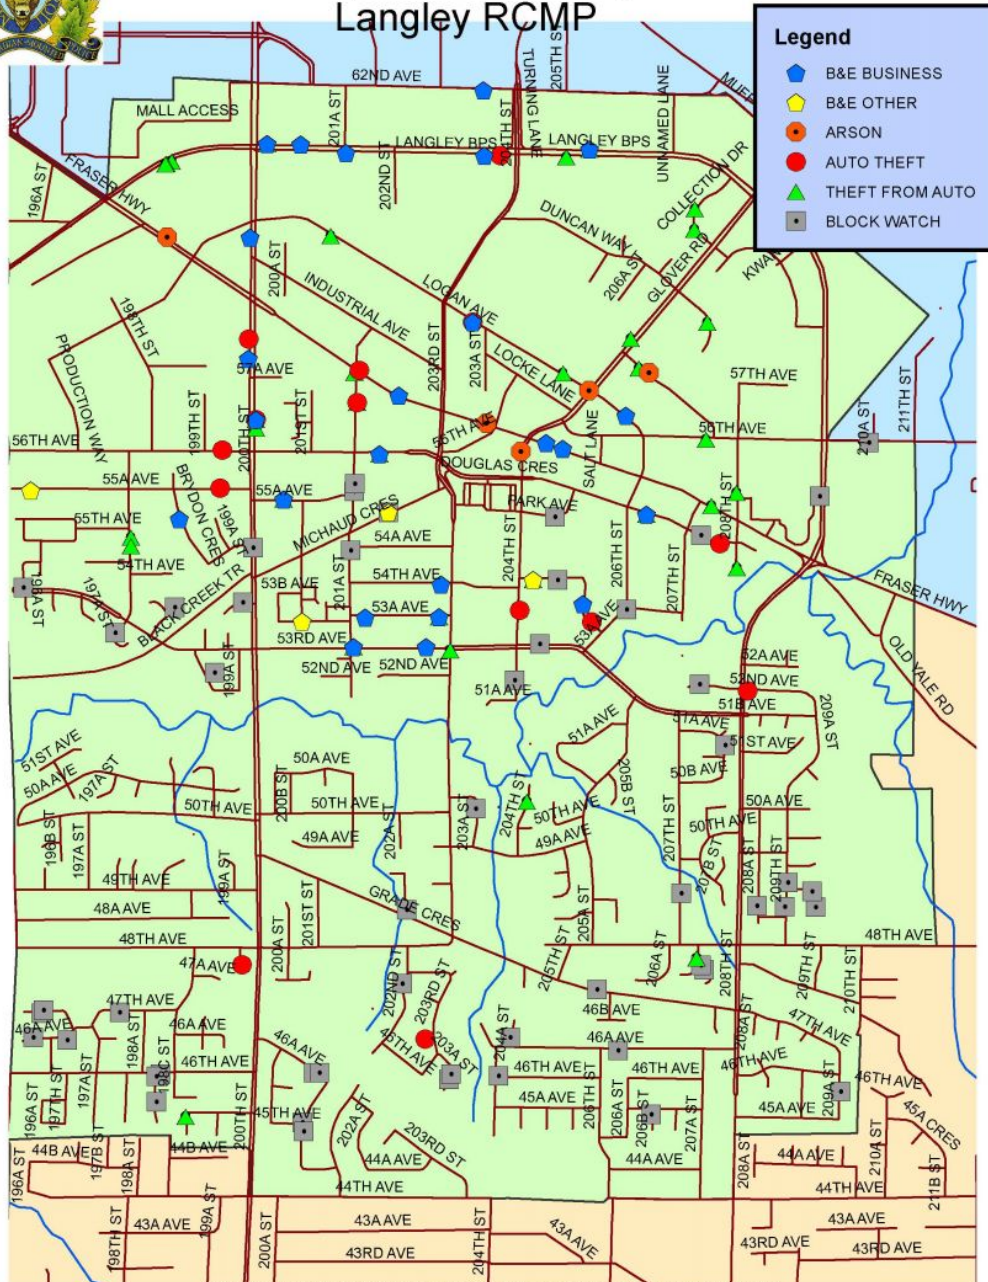 Langley RCMP
Legend
B&E BUSINESS
B&E OTHER
ARSON
AUTO THEFT
THEFT FROM AUTO
BLOCK WATCH
62ND AVE
TURNING LANE
205TH ST
MALL ACCESS
201A ST
LANGLEY BPS
LANGLEY BPS
UNNAMED LANE
202ND ST
FRASER HWY
196A ST
COLLECTION DR
DUNCAN WAY
206A ST
GLOVER RD
200A ST
INDUSTRIAL AVE
LOGAN AVE
198TH ST
PRODUCTION WAY
203RD ST
203A ST
LOCKE LANE
57A AVE
57TH AVE
211TH ST
210A ST
199TH ST
200TH ST
201ST ST
56TH AVE
56TH AVE
56TH AVE
SALT LANE
DOUGLAS CRES
55A AVE
55A AVE
BRYDON CRES
199A ST
MICHAUD CRES
PARK AVE
208TH ST
55TH AVE
54A AVE
54TH AVE
54TH AVE
204TH ST
206TH ST
207TH ST
FRASER HWY
196A ST
197A ST
BLACK CREEK TR
53B AVE
201A ST
53A AVE
53A AVE
53RD AVE
OLD YALE RD
199A ST
52ND AVE
52ND AVE
51A AVE
52A AVE
52ND AVE
51B AVE
51A AVE
51A AVE
209A ST
51ST AVE
50A AVE
197A ST
51ST AVE
50B AVE
205B ST
50A AVE
200B ST
50TH AVE
50TH AVE
204TH ST
50TH AVE
50A AVE
49A AVE
202A ST
203A ST
49A AVE
207TH ST
50TH AVE
196B ST
197A ST
201B ST
208A ST
209TH ST
49TH AVE
199A ST
48A AVE
201ST ST
GRADE CRES
205A ST
48TH AVE
200A ST
48TH AVE
47A AVE
202ND ST
203RD ST
205TH ST
206A ST
208TH ST
209TH ST
210TH ST
47TH AVE
46A AVE
46A AVE
46A AVE
46B AVE
46A AVE
208A ST
47TH AVE
198A ST
198C ST
46TH AVE
46TH AVE
203A ST
204A ST
46TH AVE
46TH AVE
46TH AVE
46TH AVE
196A ST
197TH ST
197A ST
200TH ST
45TH AVE
202A ST
45A AVE
206TH ST
206A ST
206B ST
207A ST
45A AVE
209A ST
45A CRES
44B AVE
44B AVE
203RD ST
44A AVE
44A AVE
44A AVE
196A ST
197B ST
198A ST
208A ST
210A ST
211B ST
44TH AVE
44TH AVE
43A AVE
199A ST
198TH ST
200A ST
43A AVE
204TH ST
43A AVE
43A AVE
43RD AVE
43RD AVE
43RD AVE